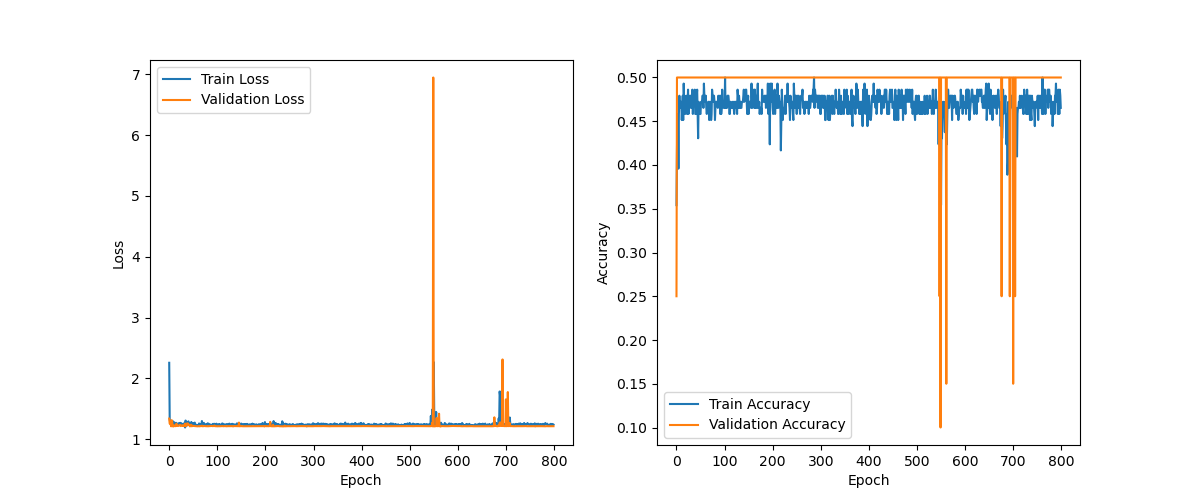 Train Loss
Validation Loss
7
6
5
4
3
2
1
Loss
0 100 200 300 400 500 600 700 800
Epoch
0.50
0.45
0.40
0.35
0.30
0.25
0.20
0.15
0.10
Accuracy
Train Accuracy
Validation Accuracy
0 100 200 300 400 500 600 700 800
Epoch